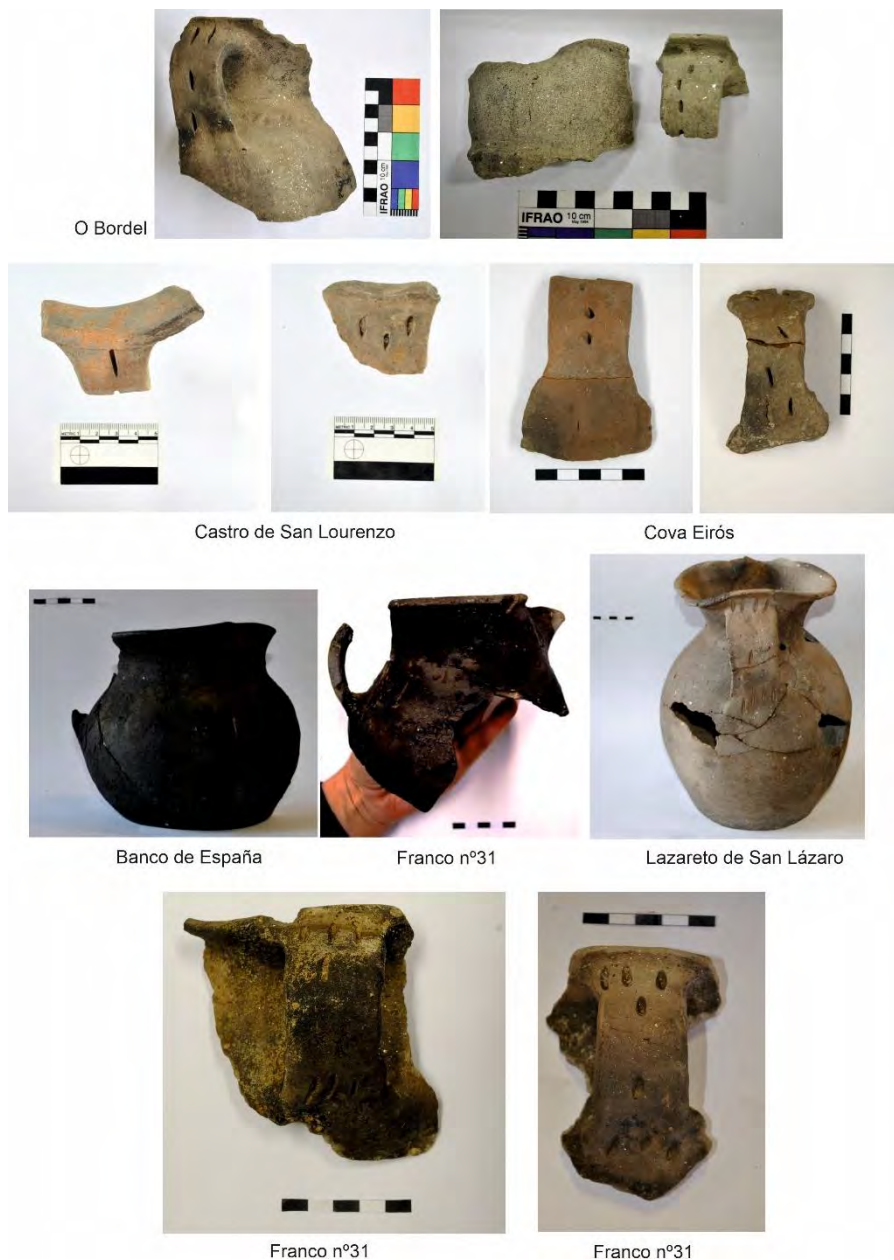 IFRAO 10 cm
O Bordel
IFRAO 10 cm
Castro de San Lourenzo
Cova Eirós
Banco de España
Franco nº31
Lazareto de San Lázaro
Franco nº31
Franco nº31